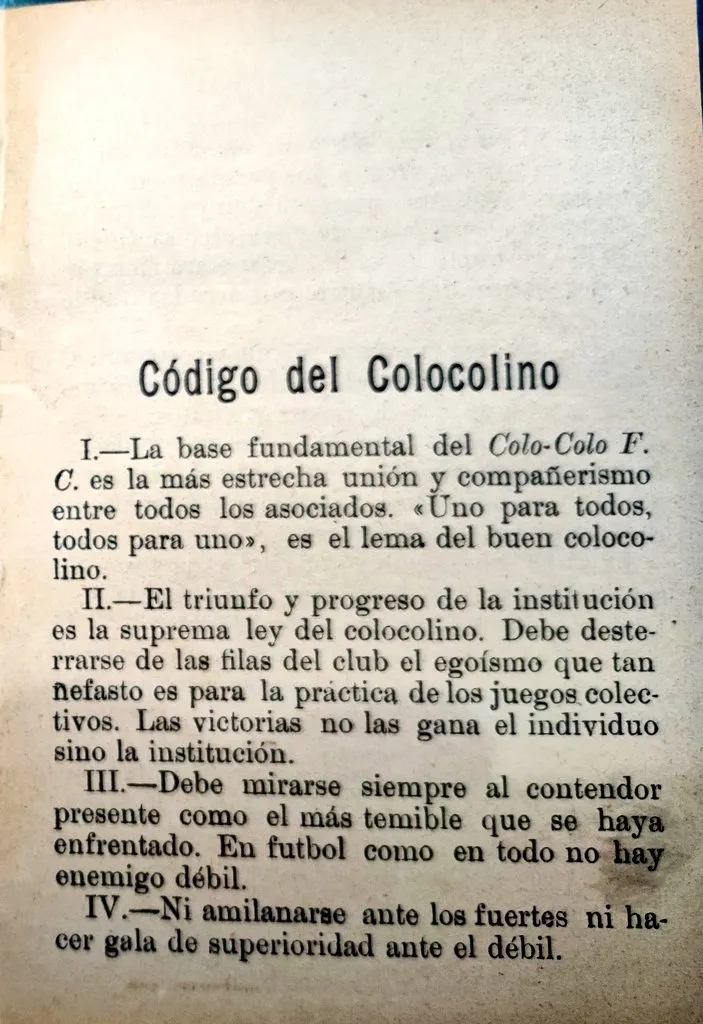 Código del Colocolino
I.—La base fundamental del Colo-Colo F.
C. es la más estrecha unión y compañerismo
entre todos los asociados. «Uno para todos,
todos para uno», es el lema del buen coloco-
lino.
II.—El triunfo y progreso de la institución
es la suprema ley del colocolino. Debe deste-
rrarse de las filas del club el egoísmo que tan
ñefasto es para la práctica de los juegos colec-
tivos. Las victorias no las gana el individuo
sino la institución.
III.—Debe mirarse siempre al contendor
presente como el más temible que se haya
enfrentado. En futbol como en todo no hay
enemigo débil.
IV.—Ni amilanarse ante los fuertes ni ha-
cer gala de superioridad ante el débil.